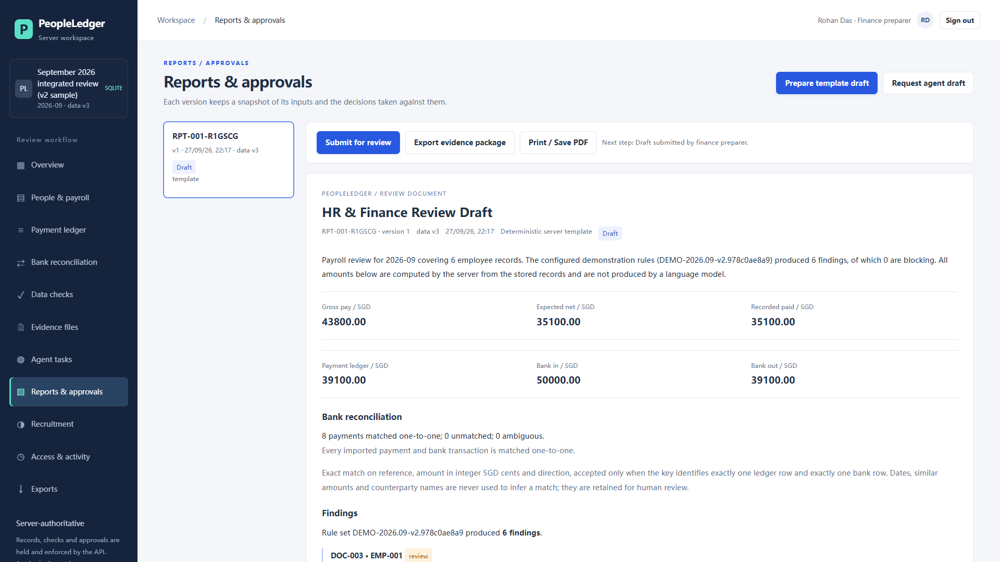 P
PeopleLedger
Server workspace
PL
September 2026
integrated review
(v2 sample)
2026-09 · data v3
SQLITE
Review workflow
Overview
People & payroll
Payment ledger
Bank reconciliation
Data checks
Evidence files
Agent tasks
Reports & approvals
Recruitment
Access & activity
Exports
Server-authoritative
Records, checks and approvals are
held and enforced by the API.
Workspace / Reports & approvals
Rohan Das · Finance preparer
RD
Sign out
REPORTS / APPROVALS
Reports & approvals
Each version keeps a snapshot of its inputs and the decisions taken against them.
Prepare template draft
Request agent draft
RPT-001-R1GSCG
v1 · 27/09/26, 22:17 · data v3
Draft
template
Submit for review
Export evidence package
Print / Save PDF
Next step: Draft submitted by finance preparer.
PEOPLELEDGER / REVIEW DOCUMENT
HR & Finance Review Draft
RPT-001-R1GSCG · version 1 data v3 27/09/26, 22:17 Deterministic server template Draft
Payroll review for 2026-09 covering 6 employee records. The configured demonstration rules (DEMO-2026.09-v2.978c0ae8a9) produced 6 findings, of which 0 are blocking. All
amounts below are computed by the server from the stored records and are not produced by a language model.
Gross pay / SGD
43800.00
Expected net / SGD
35100.00
Recorded paid / SGD
35100.00
Payment ledger / SGD
39100.00
Bank in / SGD
50000.00
Bank out / SGD
39100.00
Bank reconciliation
8 payments matched one-to-one; 0 unmatched; 0 ambiguous.
Every imported payment and bank transaction is matched one-to-one.
Exact match on reference, amount in integer SGD cents and direction, accepted only when the key identifies exactly one ledger row and exactly one bank row. Dates, similar
amounts and counterparty names are never used to infer a match; they are retained for human review.
Findings
Rule set DEMO-2026.09-v2.978c0ae8a9 produced 6 findings.
DOC-003 • EMP-001 review